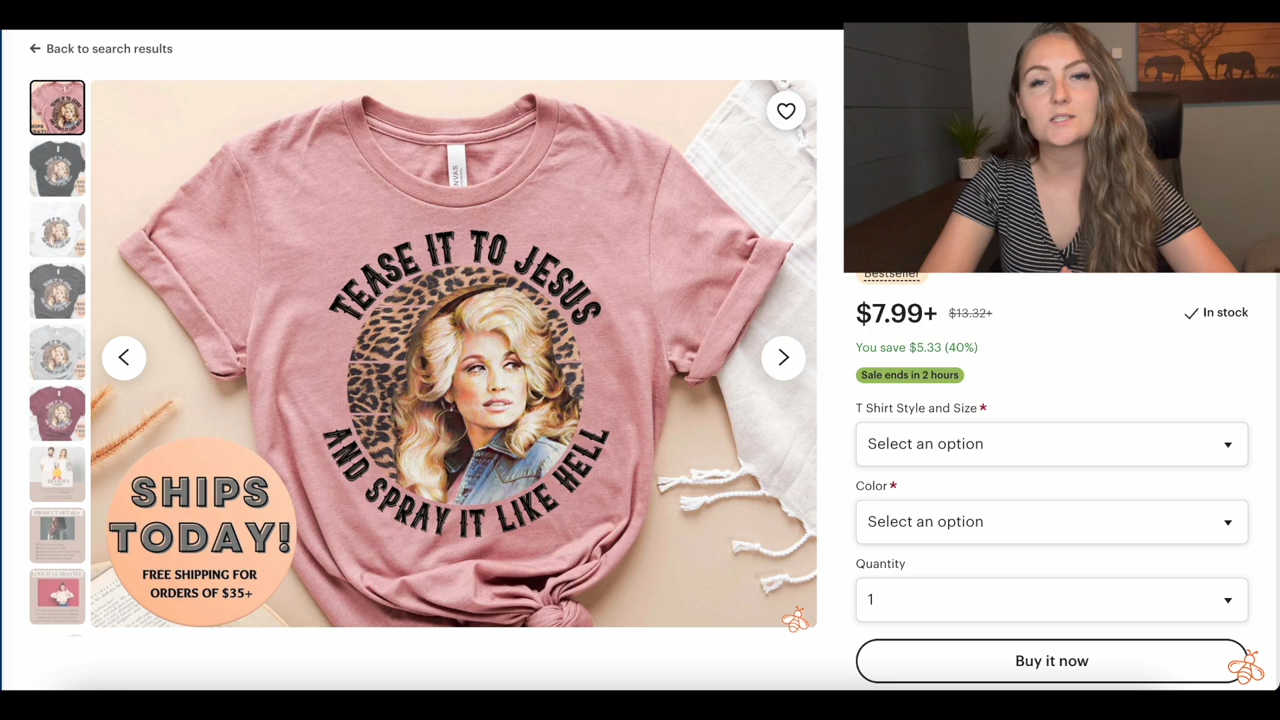 ← Back to search results
NVAS
TEASE IT TO JESUS
AND SPRAY IT LIKE HELL
SHIPS
TODAY!
FREE SHIPPING FOR
ORDERS OF $35+
Bestseller
$7.99+ $13.32+
In stock
You save $5.33 (40%)
Sale ends in 2 hours
T Shirt Style and Size*
Select an option
Color*
Select an option
Quantity
1
Buy it now